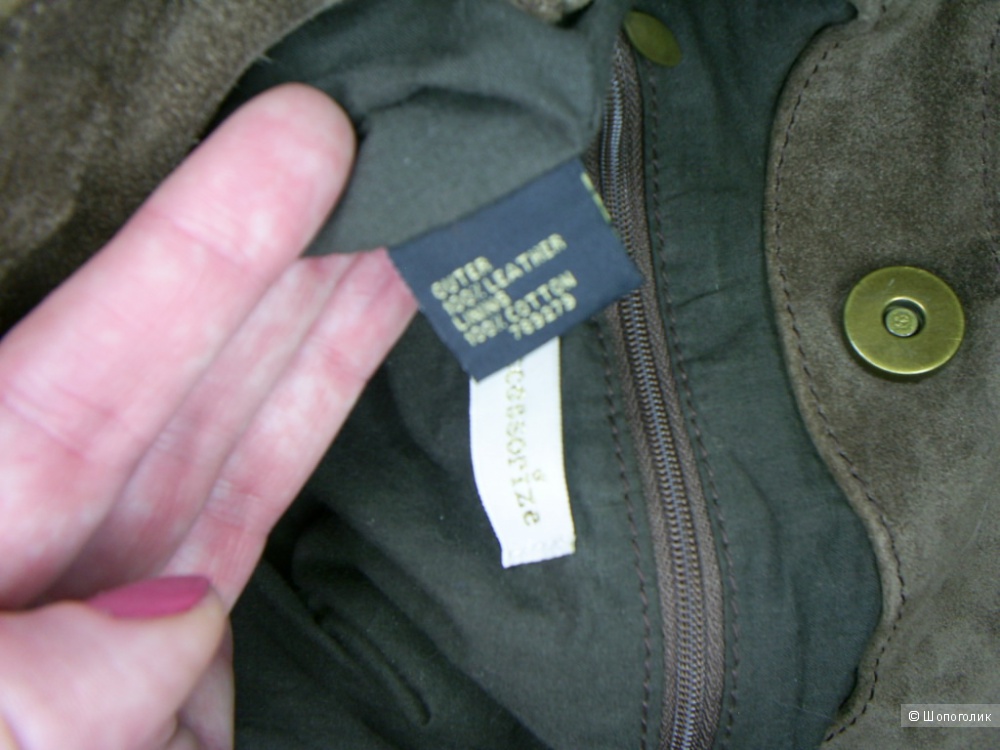 OUTER
100%LEATHER
LINING
100%COTTON
789279
accessorize
© Шопоголик